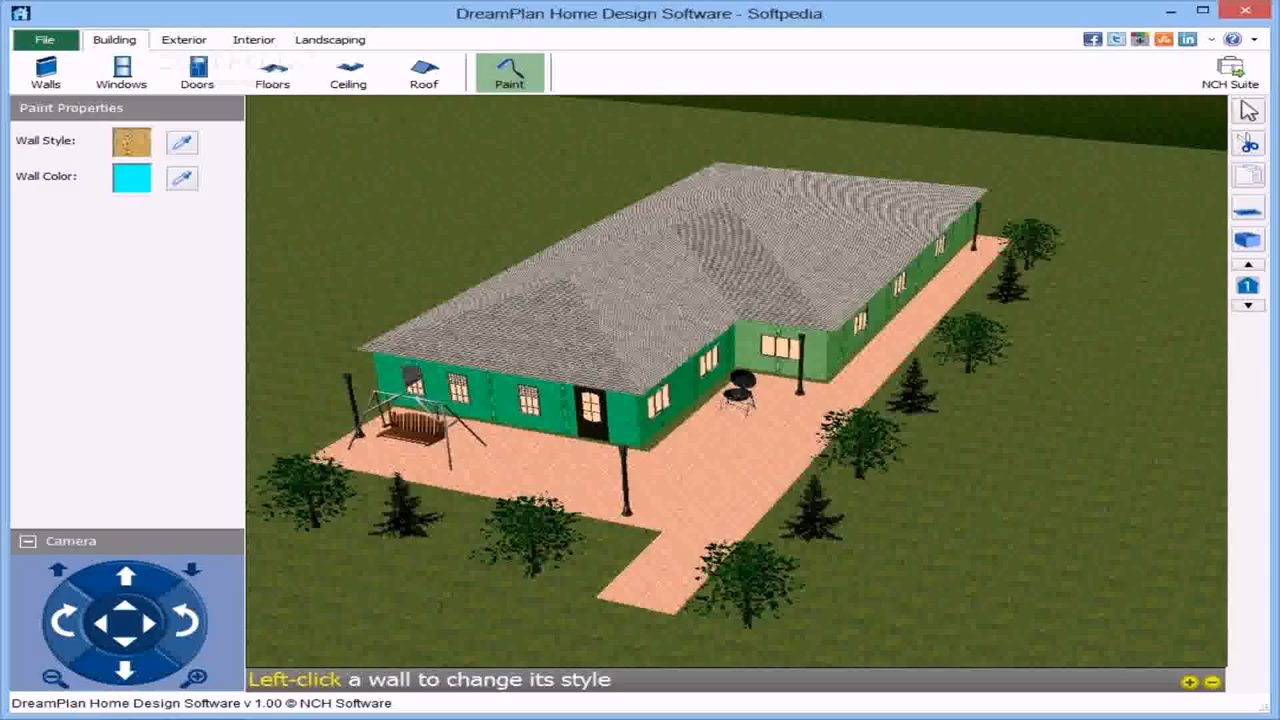 DreamPlan Home Design Software - Softpedia
File Building Exterior Interior Landscaping
Walls Windows Doors Floors Ceiling Roof Paint NCH Suite
Paint Properties
Wall Style:
Wall Color:
1
Camera
Left-click a wall to change its style
DreamPlan Home Design Software v 1.00 © NCH Software